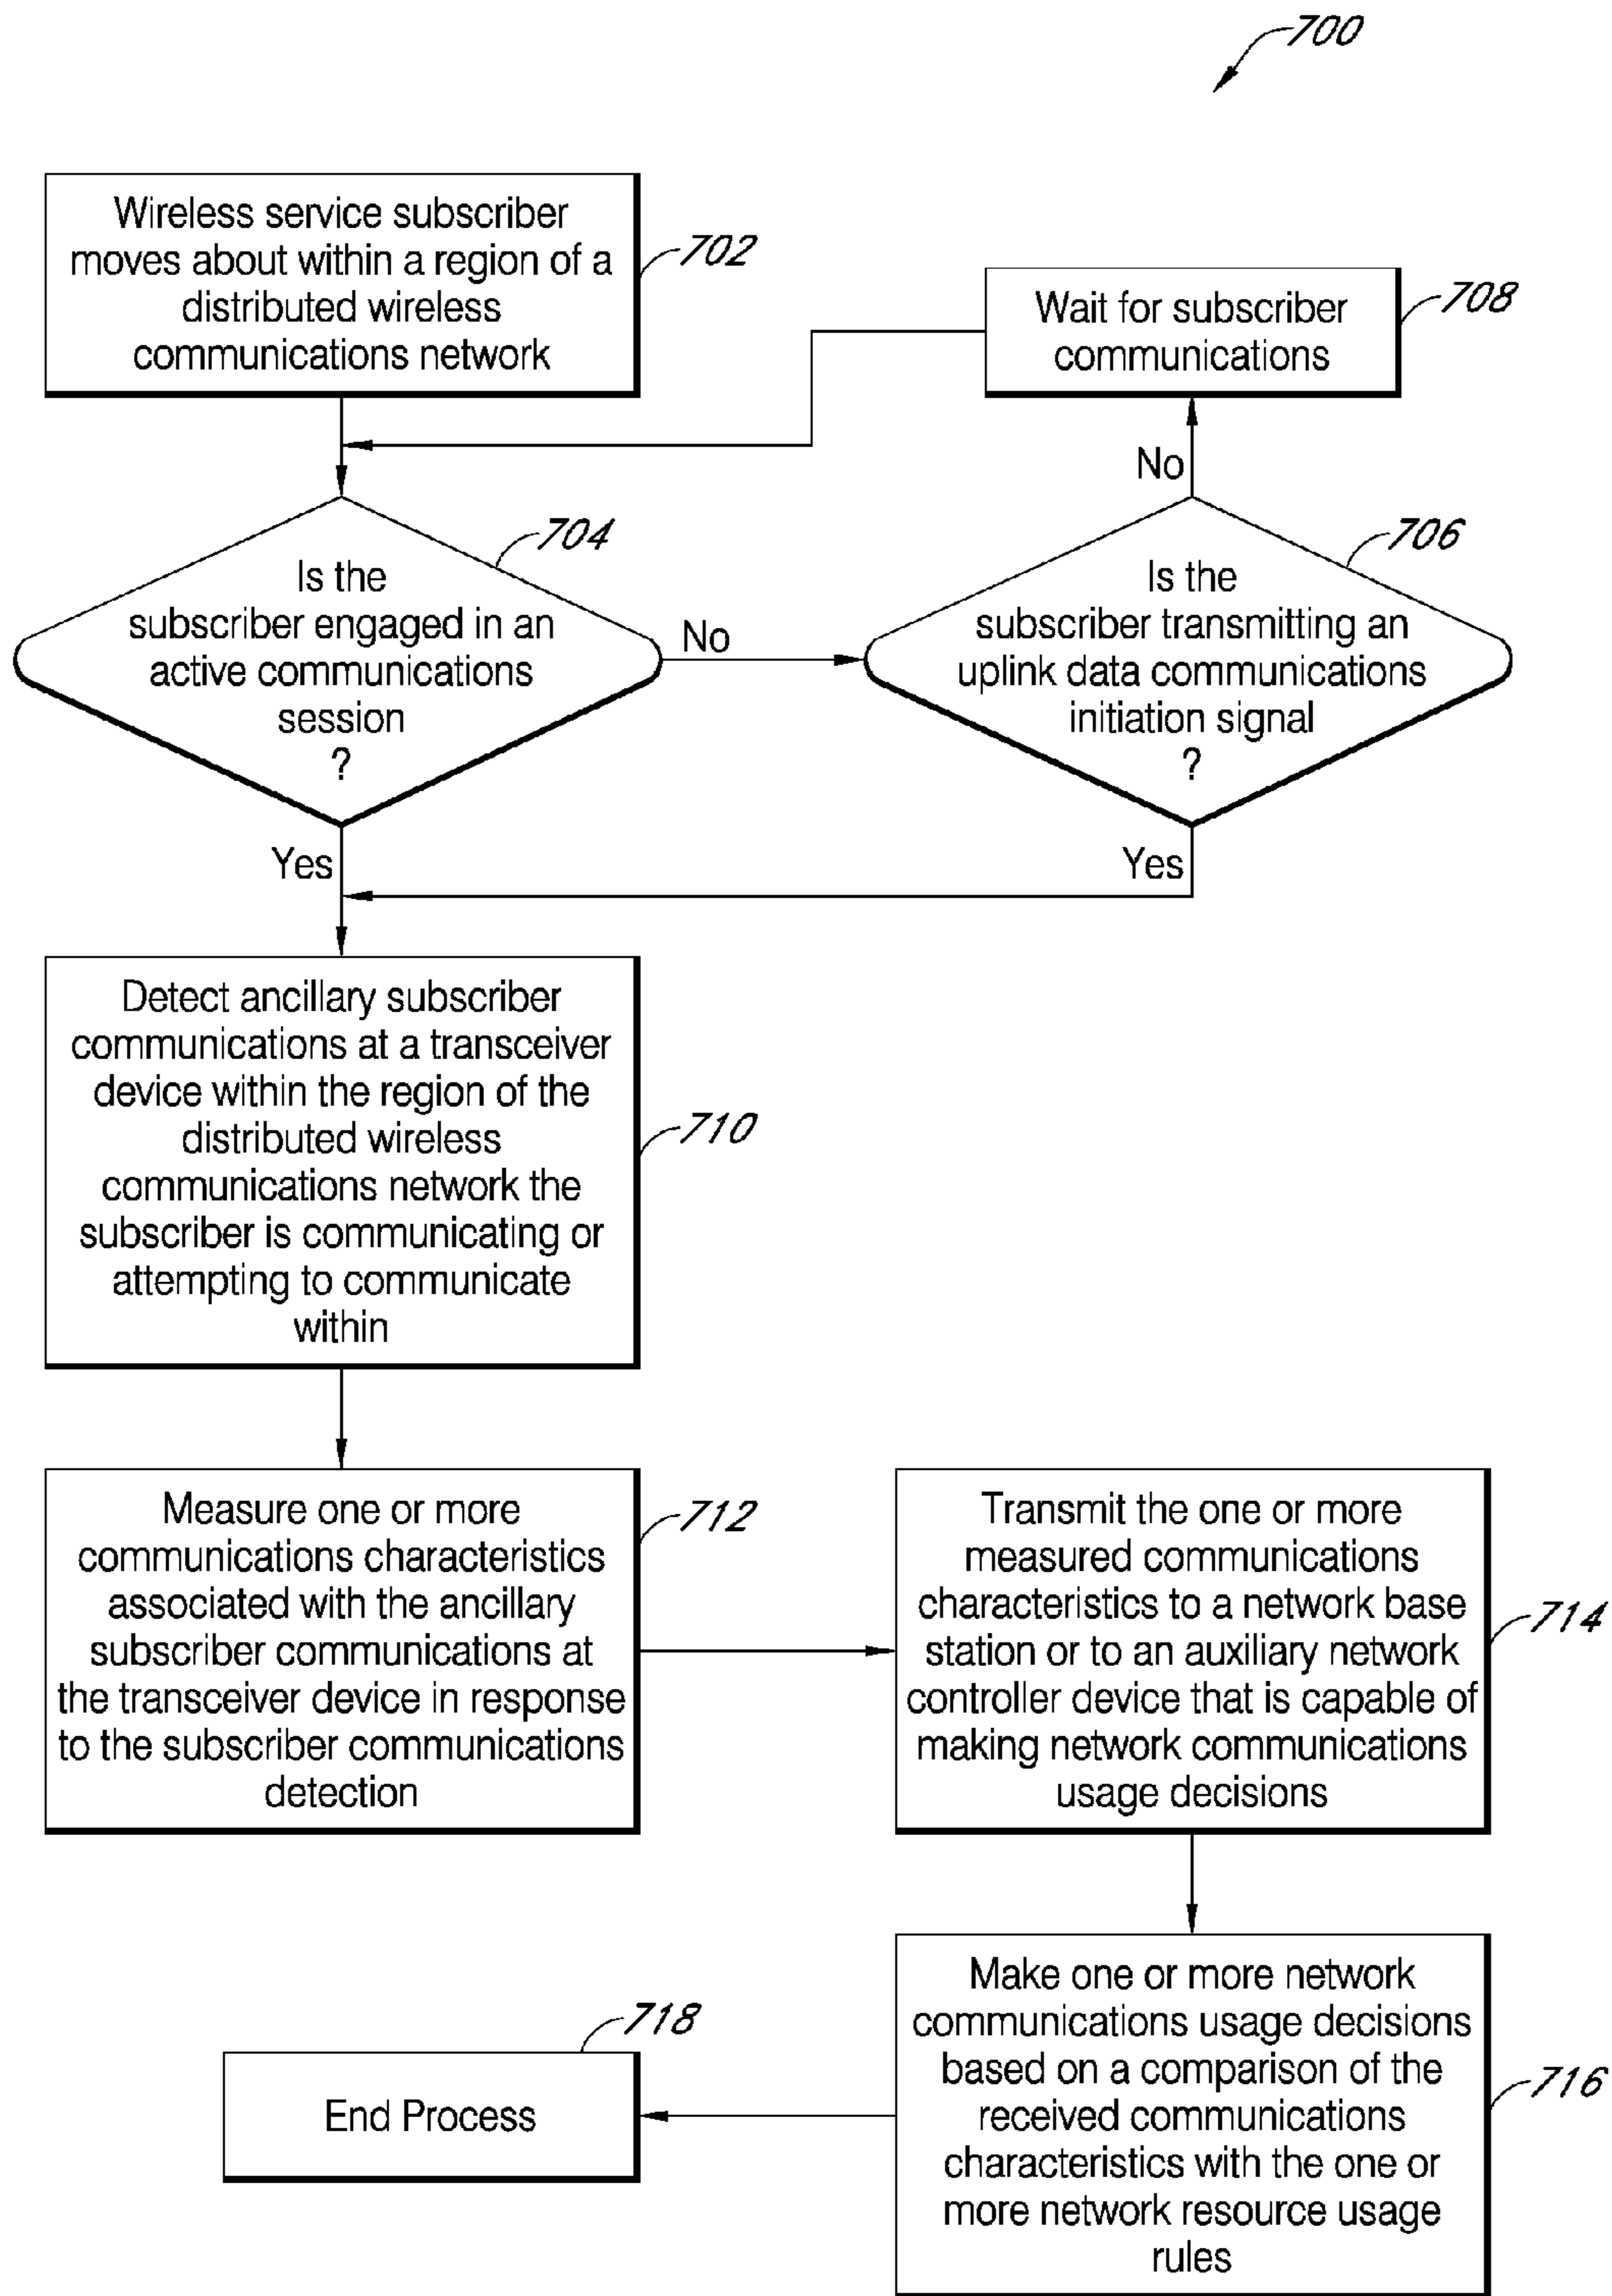 700
Wireless service subscriber
moves about within a region of a
distributed wireless
communications network
702
Wait for subscriber
communications
708
No
704
Is the
subscriber engaged in an
active communications
session
?
No
706
Is the
subscriber transmitting an
uplink data communications
initiation signal
?
Yes
Yes
Detect ancillary subscriber
communications at a transceiver
device within the region of the
distributed wireless
communications network the
subscriber is communicating or
attempting to communicate
within
710
Measure one or more
communications characteristics
associated with the ancillary
subscriber communications at
the transceiver device in response
to the subscriber communications
detection
712
Transmit the one or more
measured communications
characteristics to a network base
station or to an auxiliary network
controller device that is capable of
making network communications
usage decisions
714
Make one or more network
communications usage decisions
based on a comparison of the
received communications
characteristics with the one or
more network resource usage
rules
716
718
End Process